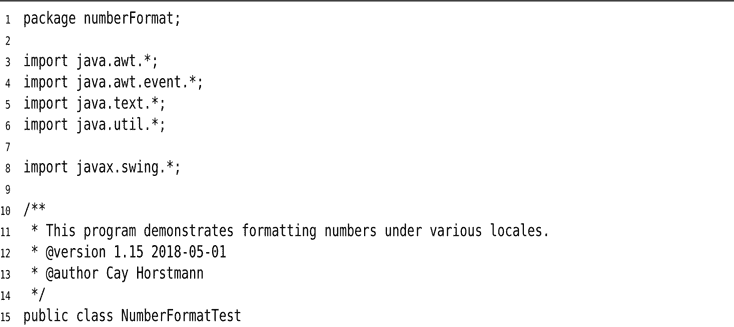 1 package numberFormat;
2
3 import java.awt.*;
4 import java.awt.event.*;
5 import java.text.*;
6 import java.util.*;
7
8 import javax.swing.*;
9
10 /**
11  * This program demonstrates formatting numbers under various locales.
12  * @version 1.15 2018-05-01
13  * @author Cay Horstmann
14  */
15 public class NumberFormatTest